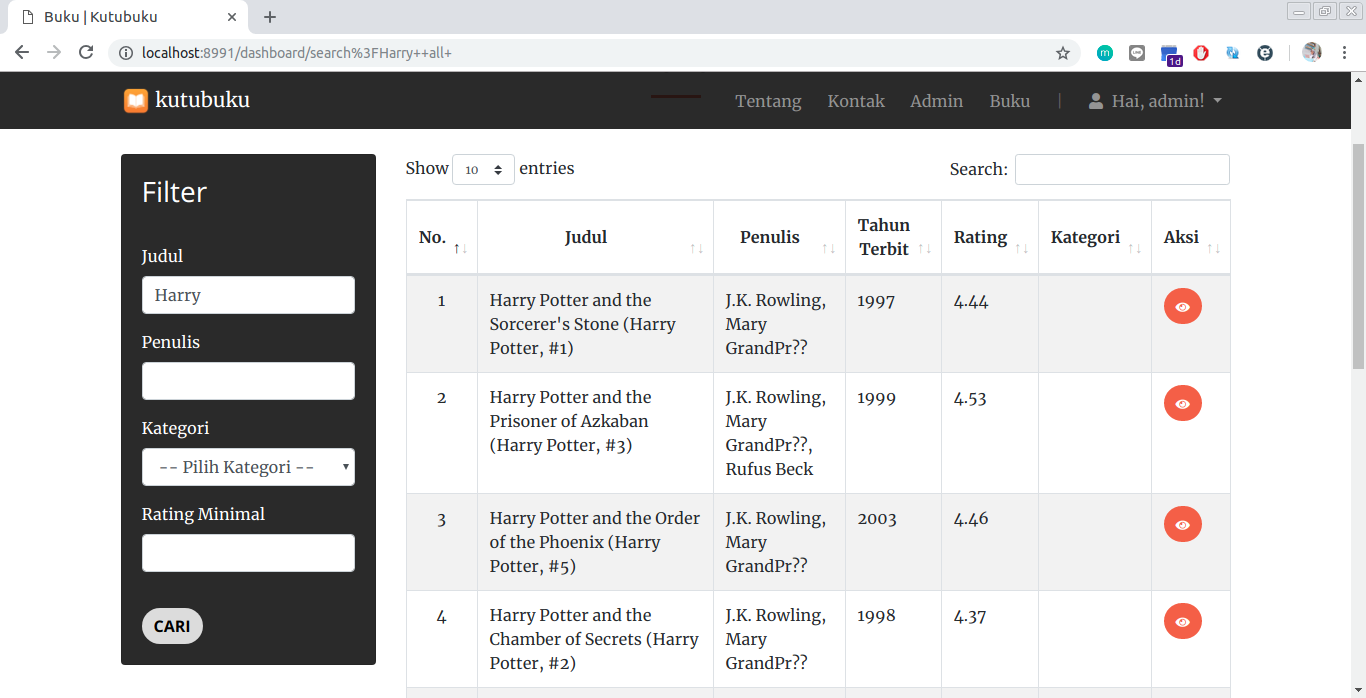 Buku | Kutubuku
localhost:8991/dashboard/search%3FHarry++all+
1d
kutubuku
Tentang Kontak Admin Buku | Hai, admin!
Filter
Judul
Harry
Penulis
Kategori
-- Pilih Kategori --
Rating Minimal
CARI
Show 10 entries
Search:
No. Judul Penulis Tahun Terbit Rating Kategori Aksi
1
Harry Potter and the
Sorcerer's Stone (Harry
Potter, #1)
J.K. Rowling,
Mary
GrandPr??
1997
4.44
2
Harry Potter and the
Prisoner of Azkaban
(Harry Potter, #3)
J.K. Rowling,
Mary
GrandPr??,
Rufus Beck
1999
4.53
3
Harry Potter and the Order
of the Phoenix (Harry
Potter, #5)
J.K. Rowling,
Mary
GrandPr??
2003
4.46
4
Harry Potter and the
Chamber of Secrets (Harry
Potter, #2)
J.K. Rowling,
Mary
GrandPr??
1998
4.37